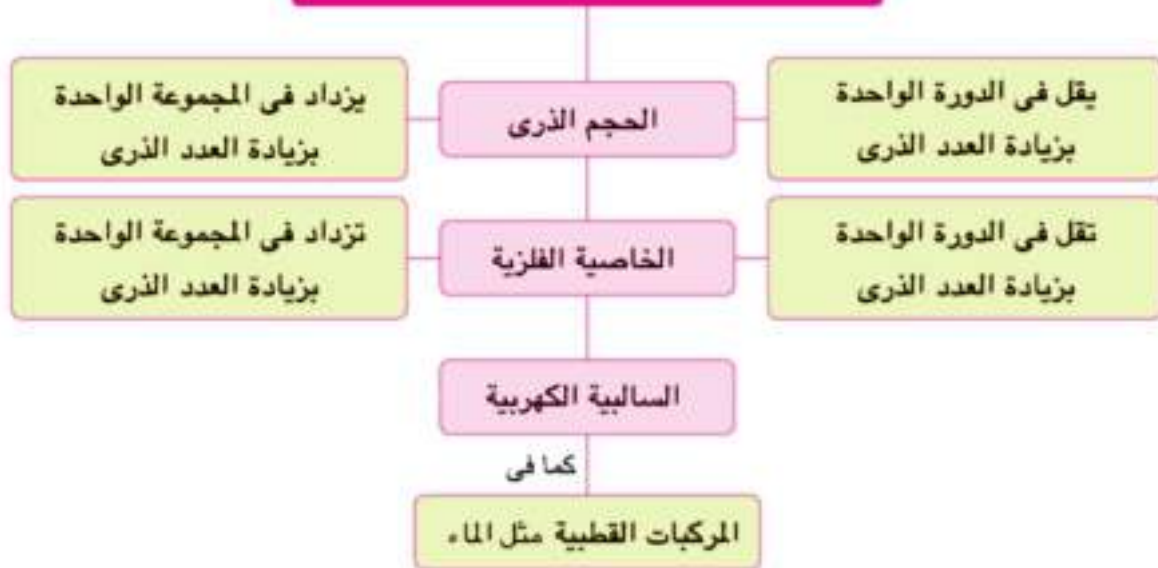 يقل فى الدورة الواحدة
بزيادة العدد الذرى
الحجم الذرى
يزداد فى المجموعة الواحدة
بزيادة العدد الذرى
تقل فى الدورة الواحدة
بزيادة العدد الذرى
الخاصية الفلزية
تزداد فى المجموعة الواحدة
بزيادة العدد الذرى
السالبية الكهربية
كما فى
المركبات القطبية مثل الماء